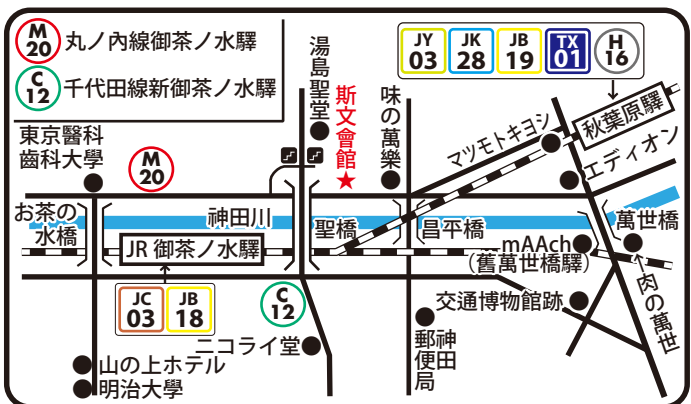 M
20
丸ノ內線御茶ノ水驛
C
12
千代田線新御茶ノ水驛
湯島聖堂
斯文會館
★
味の萬樂
JY
03
JK
28
JB
19
TX
01
H
16
マツモトキヨシ
秋葉原驛
エディオン
東京醫科
齒科大學
M
20
お茶の
水橋
神田川
聖橋
昌平橋
萬世橋
JR 御茶ノ水驛
mAAch
(舊萬世橋驛)
←肉の萬世
JC
03
JB
18
C
12
交通博物館跡
ニコライ堂
神田
郵便局
山の上ホテル
明治大學